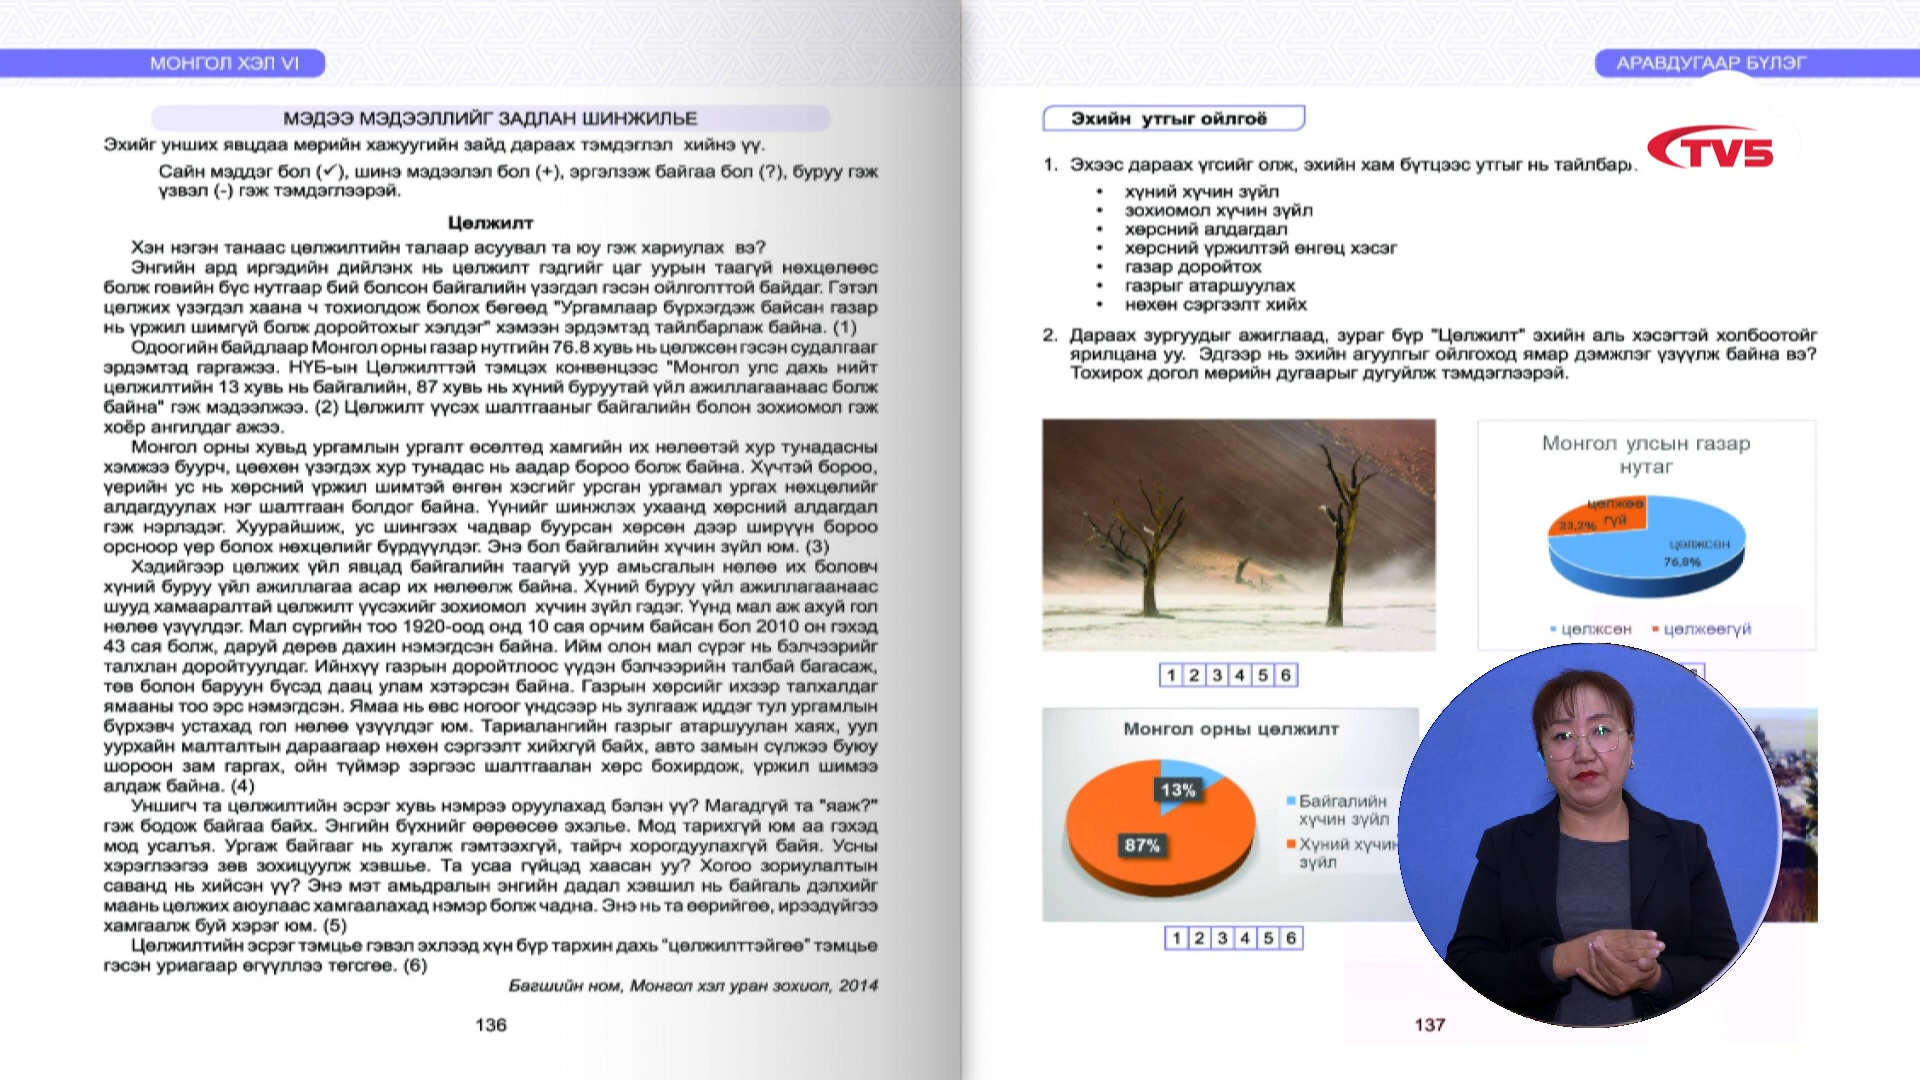 МОНГОЛ ХЭЛ VI
МЭДЭЭ МЭДЭЭЛЛИЙГ ЗАДЛАН ШИНЖИЛЬЕ
Эхийг унших явцдаа мөрийн хажуугийн зайд дараах тэмдэглэл хийнэ үү.
Сайн мэддэг бол (✓), шинэ мэдээлэл бол (+), эргэлзэж байгаа бол (?), буруу гэж
үзвэл (-) гэж тэмдэглээрэй.
Цөлжилт
Хэн нэгэн танаас цөлжилтийн талаар асуувал та юу гэж хариулах вэ?
Энгийн ард иргэдийн дийлэнх нь цөлжилт гэдгийг цаг уурын таагүй нөхцөлөөс
болж говийн бүс нутгаар бий болсон байгалийн үзэгдэл гэсэн ойлголттой байдаг. Гэтэл
цөлжих үзэгдэл хаана ч тохиолдож болох бөгөөд "Ургамлаар бүрхэгдэж байсан газар
нь үржил шимгүй болж доройтохыг хэлдэг" хэмээн эрдэмтэд тайлбарлаж байна. (1)
Одоогийн байдлаар Монгол орны газар нутгийн 76.8 хувь нь цөлжсөн гэсэн судалгааг
эрдэмтэд гаргажээ. НҮБ-ын Цөлжилттэй тэмцэх конвенцээс "Монгол улс дахь нийт
цөлжилтийн 13 хувь нь байгалийн, 87 хувь нь хүний буруутай үйл ажиллагаанаас болж
байна" гэж мэдээлжээ. (2) Цөлжилт үүсэх шалтгааныг байгалийн болон зохиомол гэж
хоёр ангилдаг ажээ.
Монгол орны хувьд ургамлын ургалт өсөлтөд хамгийн их нөлөөтэй хур тунадасны
хэмжээ буурч, цөөхөн үзэгдэх хур тунадас нь аадар бороо болж байна. Хүчтэй бороо,
үерийн ус нь хөрсний үржил шимтэй өнгөн хэсгийг урсган ургамал ургах нөхцөлийг
алдагдуулах нэг шалтгаан болдог байна. Үүнийг шинжлэх ухаанд хөрсний алдагдал
гэж нэрлэдэг. Хуурайшиж, ус шингээх чадвар буурсан хөрсөн дээр ширүүн бороо
орсноор үер болох нөхцөлийг бүрдүүлдэг. Энэ бол байгалийн хүчин зүйл юм. (3)
Хэдийгээр цөлжих үйл явцад байгалийн таагүй уур амьсгалын нөлөө их боловч
хүний буруу үйл ажиллагаа асар их нөлөөлж байна. Хүний буруу үйл ажиллагаанаас
шууд хамааралтай цөлжилт үүсэхийг зохиомол хүчин зүйл гэдэг. Үүнд мал аж ахуй гол
нөлөө үзүүлдэг. Мал сүргийн тоо 1920-оод онд 10 сая орчим байсан бол 2010 он гэхэд
43 сая болж, даруй дөрөв дахин нэмэгдсэн байна. Ийм олон мал сүрэг нь бэлчээрийг
талхлан доройтуулдаг. Ийнхүү газрын доройтлоос үүдэн бэлчээрийн талбай багасаж,
төв болон баруун бүсэд даац улам хэтэрсэн байна. Газрын хөрсийг ихээр талхалдаг
ямааны тоо эрс нэмэгдсэн. Ямаа нь өвс ногоог үндсээр нь зулгааж иддэг тул ургамлын
бүрхэвч устахад гол нөлөө үзүүлдэг юм. Тариалангийн газрыг атаршуулан хаях, уул
уурхайн малталтын дараагаар нөхөн сэргээлт хийхгүй байх, авто замын сүлжээ буюу
шороон зам гаргах, ойн түймэр зэргээс шалтгаалан хөрс бохирдож, үржил шимээ
алдаж байна. (4)
Уншигч та цөлжилтийн эсрэг хувь нэмрээ оруулахад бэлэн үү? Магадгүй та "яаж?"
гэж бодож байгаа байх. Энгийн бүхнийг өөрөөсөө эхэлье. Мод тарихгүй юм аа гэхэд
мод усалъя. Ургаж байгааг нь хугалж гэмтээхгүй, тайрч хорогдуулахгүй байя. Усны
хэрэглээгээ зөв зохицуулж хэвшье. Та усаа гүйцэд хаасан уу? Хогоо зориулалтын
саванд нь хийсэн үү? Энэ мэт амьдралын энгийн дадал хэвшил нь байгаль дэлхийг
маань цөлжих аюулаас хамгаалахад нэмэр болж чадна. Энэ нь та өөрийгөө, ирээдүйгээ
хамгаалж буй хэрэг юм. (5)
Цөлжилтийн эсрэг тэмцье гэвэл эхлээд хүн бүр тархин дахь "цөлжилттэйгөө" тэмцье
гэсэн уриагаар өгүүллээ төгсгөе. (6)
Багшийн ном, Монгол хэл уран зохиол, 2014
136
АРАВДУГААР БҮЛЭГ
TV5
Эхийн утгыг ойлгоё
1. Эхээс дараах үгсийг олж, эхийн хам бүтцээс утгыг нь
• хүний хүчин зүйл
• зохиомол хүчин зүйл
• хөрсний алдагдал
• хөрсний үржилтэй өнгөц хэсэг
• газар доройтох
• газрыг атаршуулах
• нөхөн сэргээлт хийх
2. Дараах зургуудыг ажиглаад, зураг бүр "Цөлжилт" эхийн аль хэсэгтэй холбоотойг
ярилцана уу. Эдгээр нь эхийн агуулгыг ойлгоход ямар дэмжлэг үзүүлж байна вэ?
Тохирох догол мөрийн дугаарыг дугуйлж тэмдэглээрэй.
Монгол улсын газар
нутаг
цөлжөө
гүй
23,2%
цөлжсөн
76,8%
цөлжсөн цөлжөөгүй
1 2 3 4 5 6
Монгол орны цөлжилт
13%
87%
Байгалийн
хүчин зүйл
Хүний хүчин
зүйл
1 2 3 4 5 6
137